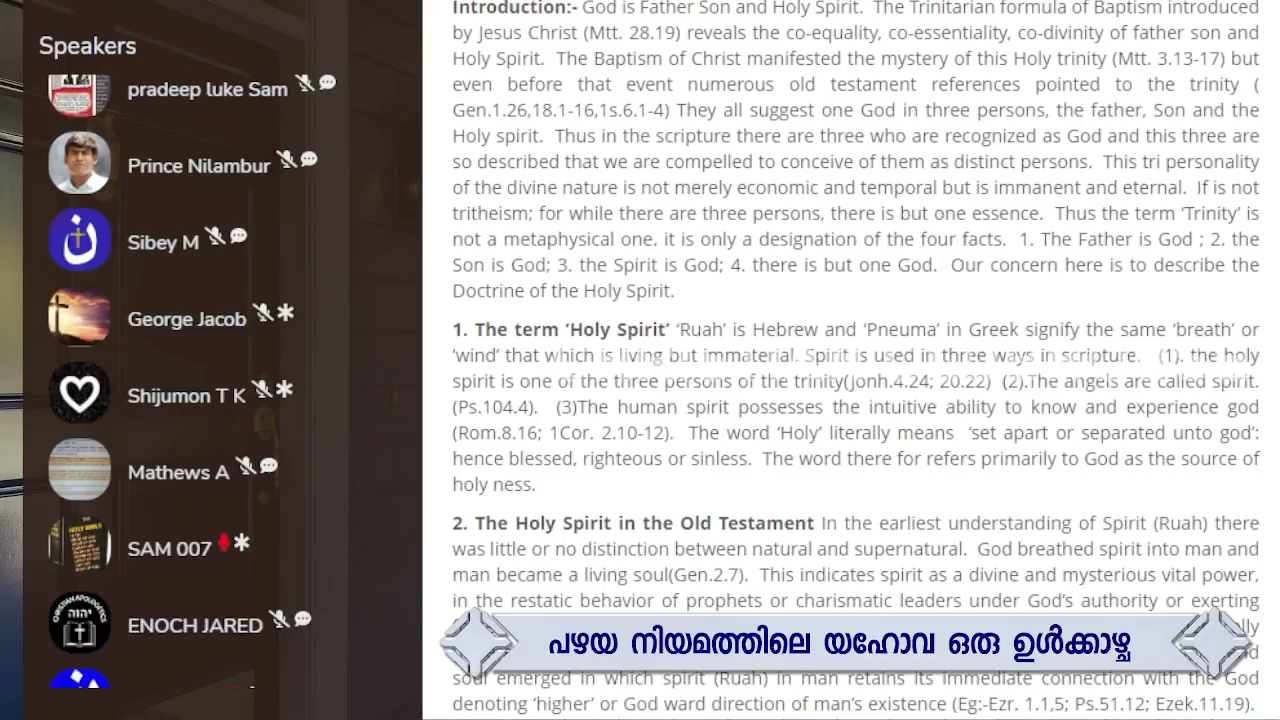 Speakers
pradeep luke Sam
Prince Nilambur
Sibey M
George Jacob
Shijumon T K
Mathews A
SAM 007
ENOCH JARED
CHRISTIAN APOLOGETICS
יהוה
Introduction:- God is Father Son and Holy Spirit. The Trinitarian formula of Baptism introduced
by Jesus Christ (Mtt. 28.19) reveals the co-equality, co-essentiality, co-divinity of father son and
Holy Spirit. The Baptism of Christ manifested the mystery of this Holy trinity (Mtt. 3.13-17) but
even before that event numerous old testament references pointed to the trinity (
Gen.1.26,18.1-16,1s.6.1-4) They all suggest one God in three persons, the father, Son and the
Holy spirit. Thus in the scripture there are three who are recognized as God and this three are
so described that we are compelled to conceive of them as distinct persons. This tri personality
of the divine nature is not merely economic and temporal but is immanent and eternal. If is not
tritheism; for while there are three persons, there is but one essence. Thus the term ‘Trinity’ is
not a metaphysical one. it is only a designation of the four facts. 1. The Father is God ; 2. the
Son is God; 3. the Spirit is God; 4. there is but one God. Our concern here is to describe the
Doctrine of the Holy Spirit.
1. The term ‘Holy Spirit’ ‘Ruah’ is Hebrew and ‘Pneuma’ in Greek signify the same ‘breath’ or
‘wind’ that which is living but immaterial. Spirit is used in three ways in scripture. (1). the holy
spirit is one of the three persons of the trinity(Jonh.4.24; 20.22) (2).The angels are called spirit.
(Ps.104.4). (3)The human spirit possesses the intuitive ability to know and experience god
(Rom.8.16; 1Cor. 2.10-12). The word ‘Holy’ literally means ‘set apart or separated unto god’:
hence blessed, righteous or sinless. The word there for refers primarily to God as the source of
holy ness.
2. The Holy Spirit in the Old Testament In the earliest understanding of Spirit (Ruah) there
was little or no distinction between natural and supernatural. God breathed spirit into man and
man became a living soul(Gen.2.7). This indicates spirit as a divine and mysterious vital power,
in the restatic behavior of prophets or charismatic leaders under God’s authority or exerting
പഴയ നിയമത്തിലെ യഹോവ ഒരു ഉൾക്കാഴ്ച
soul emerged in which spirit (Ruah) in man retains its immediate connection with the God
denoting ‘higher’ or God ward direction of man’s existence (Eg:-Ezr. 1.1,5; Ps.51.12; Ezek.11.19).